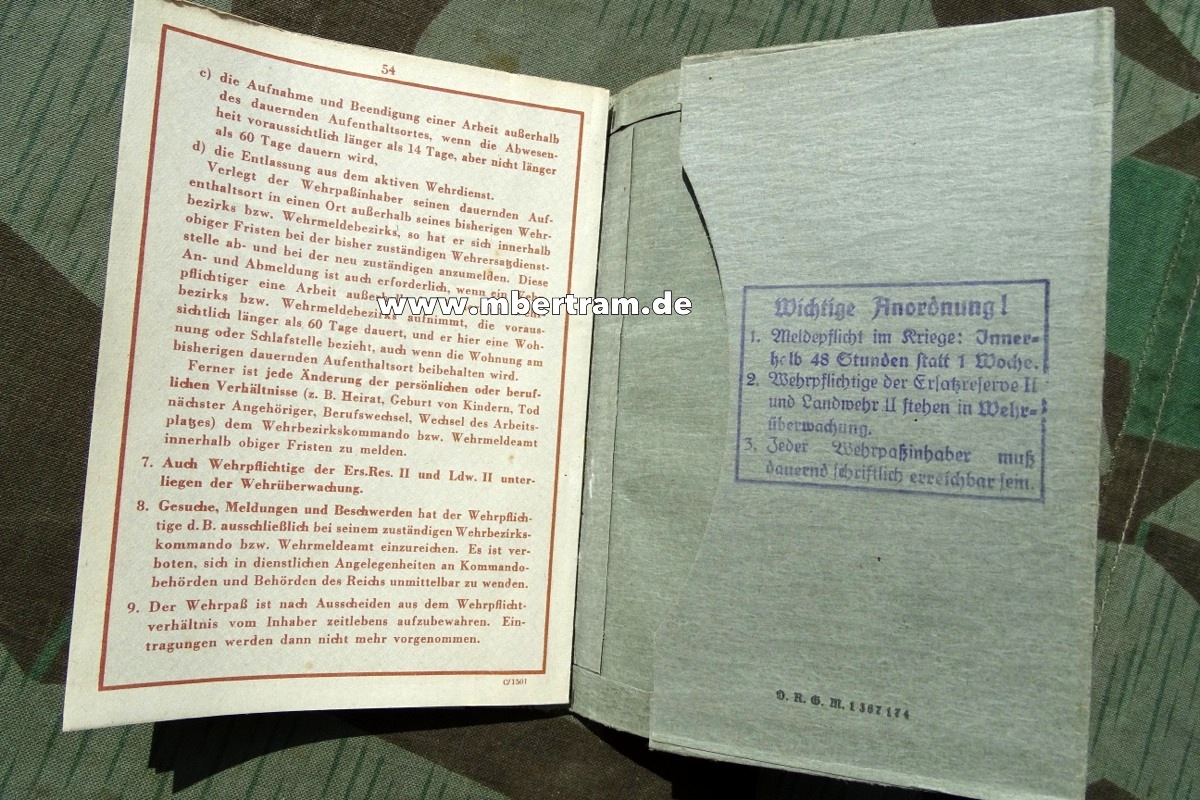 54
c) die Aufnahme und Beendigung einer Arbeit außerhalb
des dauernden Aufenthaltsortes, wenn die Abwesen-
heit voraussichtlich länger als 14 Tage, aber nicht länger
als 60 Tage dauern wird,
d) die Entlassung aus dem aktiven Wehrdienst.
Verlegt der Wehrpaßinhaber seinen dauernden Auf-
enthaltsort in einen Ort außerhalb seines bisherigen Wehr-
bezirks bzw. Wehrmeldebezirks, so hat er sich innerhalb
obiger Fristen bei der bisher zuständigen Wehrersatzdienst-
stelle ab- und bei der neu zuständigen anzumelden. Diese
An- und Abmeldung ist auch erforderlich, wenn ein
pflichtiger eine Arbeit außerhalb
bezirks bzw. Wehrmeldebezirks aufnimmt, die voraus-
sichtlich länger als 60 Tage dauert, und er hier eine Woh-
nung oder Schlafstelle bezieht, auch wenn die Wohnung am
bisherigen dauernden Aufenthaltsort beibehalten wird.
Ferner ist jede Änderung der persönlichen oder beruf-
lichen Verhältnisse (z. B. Heirat, Geburt von Kindern, Tod
nächster Angehöriger, Berufswechsel, Wechsel des Arbeits-
platzes) dem Wehrbezirkskommando bzw. Wehrmeldeamt
innerhalb obiger Fristen zu melden.
7. Auch Wehrpflichtige der Ers.Res. II und Ldw. II unter-
liegen der Wehrüberwachung.
8. Gesuche, Meldungen und Beschwerden hat der Wehrpflich-
tige d. B. ausschließlich bei seinem zuständigen Wehrbezirks-
kommando bzw. Wehrmeldeamt einzureichen. Es ist ver-
boten, sich in dienstlichen Angelegenheiten an Kommando-
behörden und Behörden des Reichs unmittelbar zu wenden.
9. Der Wehrpaß ist nach Ausscheiden aus dem Wehrpflicht-
verhältnis vom Inhaber zeitlebens aufzubewahren. Ein-
tragungen werden dann nicht mehr vorgenommen.
C/1501
www.mbertram.de
Wichtige Anordnung!
1. Meldepflicht im Kriege: Inner-
halb 48 Stunden statt 1 Woche.
2. Wehrpflichtige der Ersatzreserve II
und Landwehr II stehen in Wehr-
überwachung.
3. Jeder Wehrpaßinhaber muß
dauernd schriftlich erreichbar sein.
D. R. G. M. 1 367 174